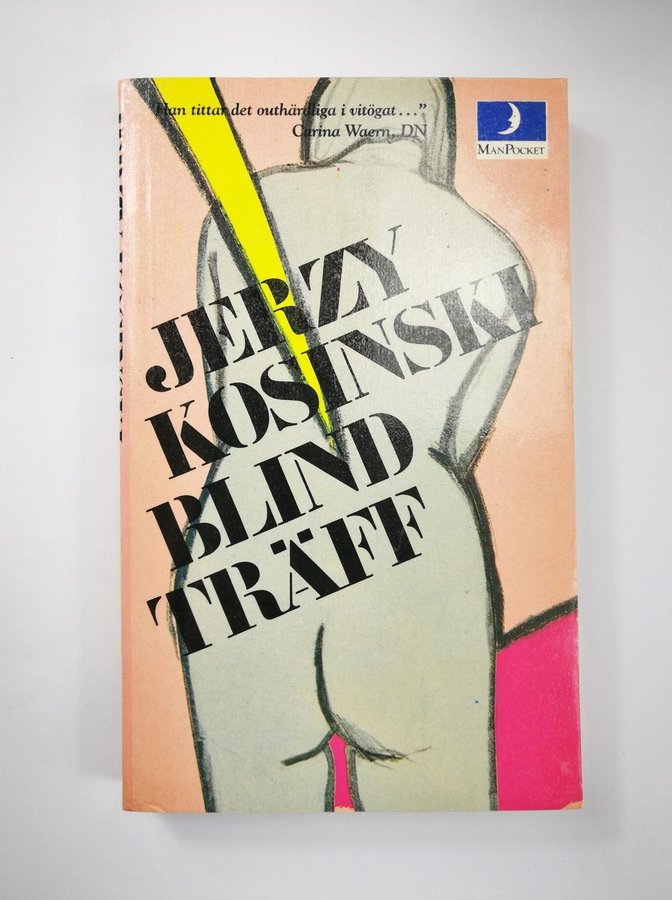 "Han tittar det outhärdliga i vitögat..."
Carina Waern, DN
MånPocket
JERZY
KOSINSKI
BLIND
TRÄFF